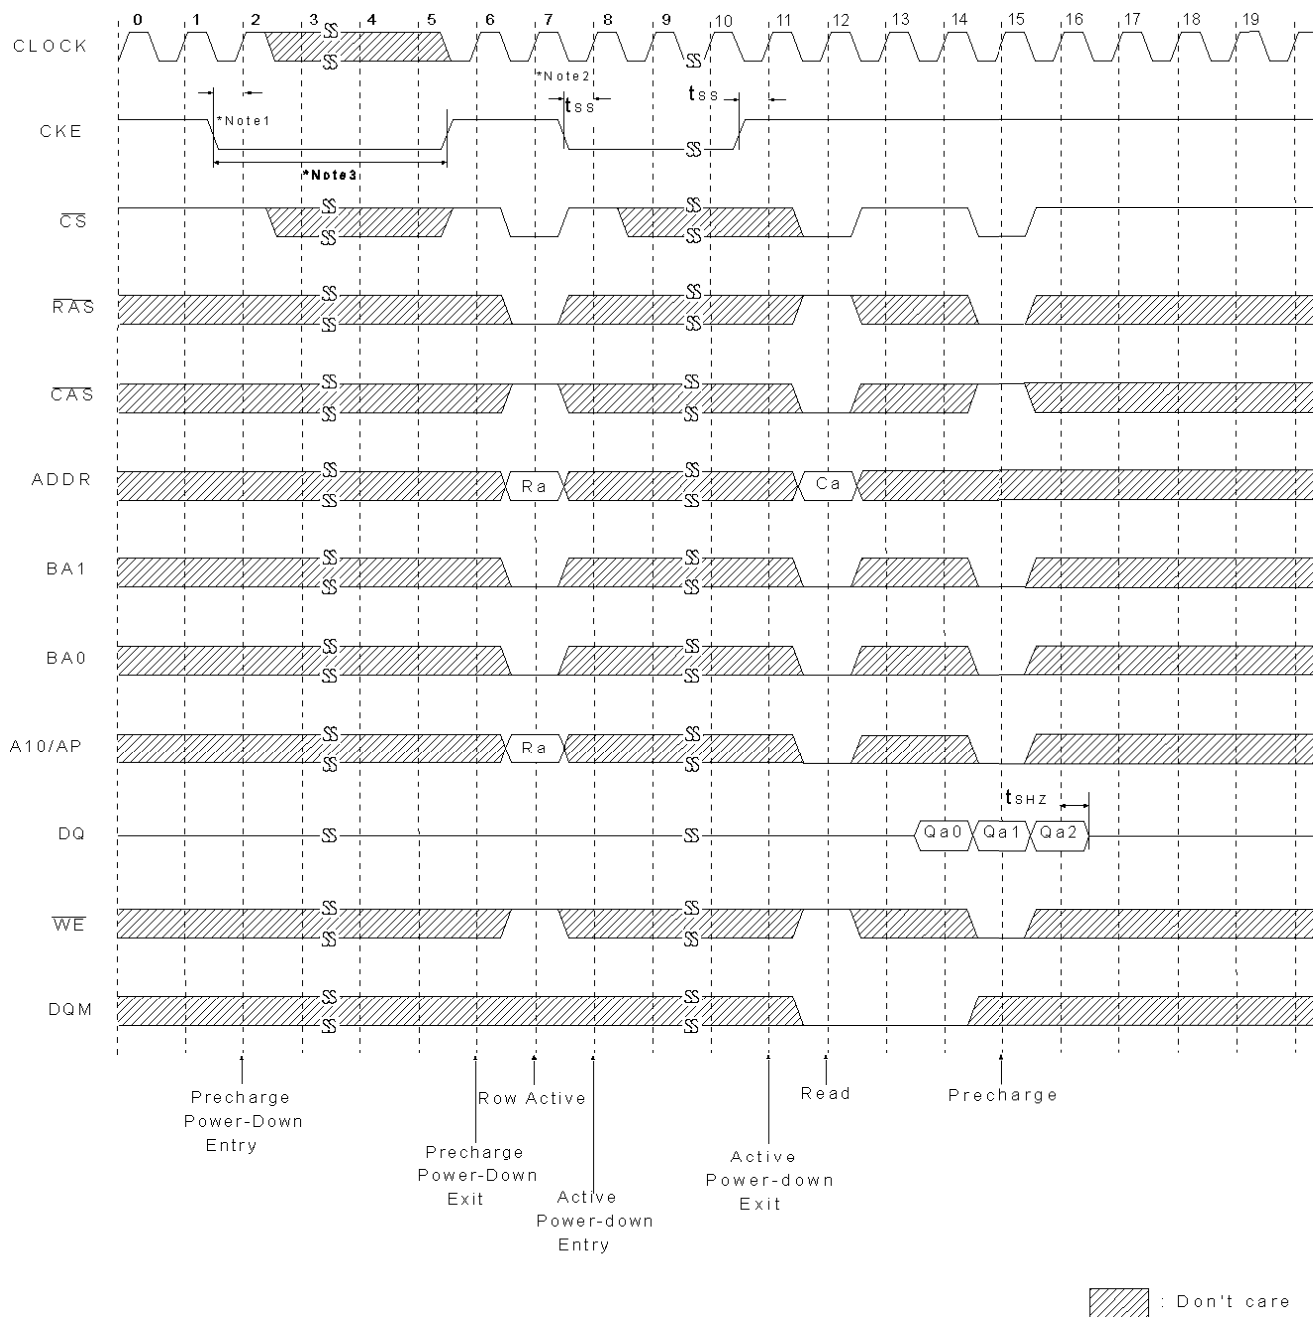 0 1 2 3 4 5 6 7 8 9 10 11 12 13 14 15 16 17 18 19
CLOCK
*Note2
tSS
tSS
*Note1
CKE
*Note3
CS
RAS
CAS
ADDR
Ra
Ca
BA1
BA0
A10/AP
Ra
tSHZ
DQ
Qa0
Qa1
Qa2
WE
DQM
Precharge
Power-Down
Entry
Row Active
Precharge
Power-Down
Exit
Active
Power-down
Entry
Active
Power-down
Exit
Read
Precharge
: Don't care